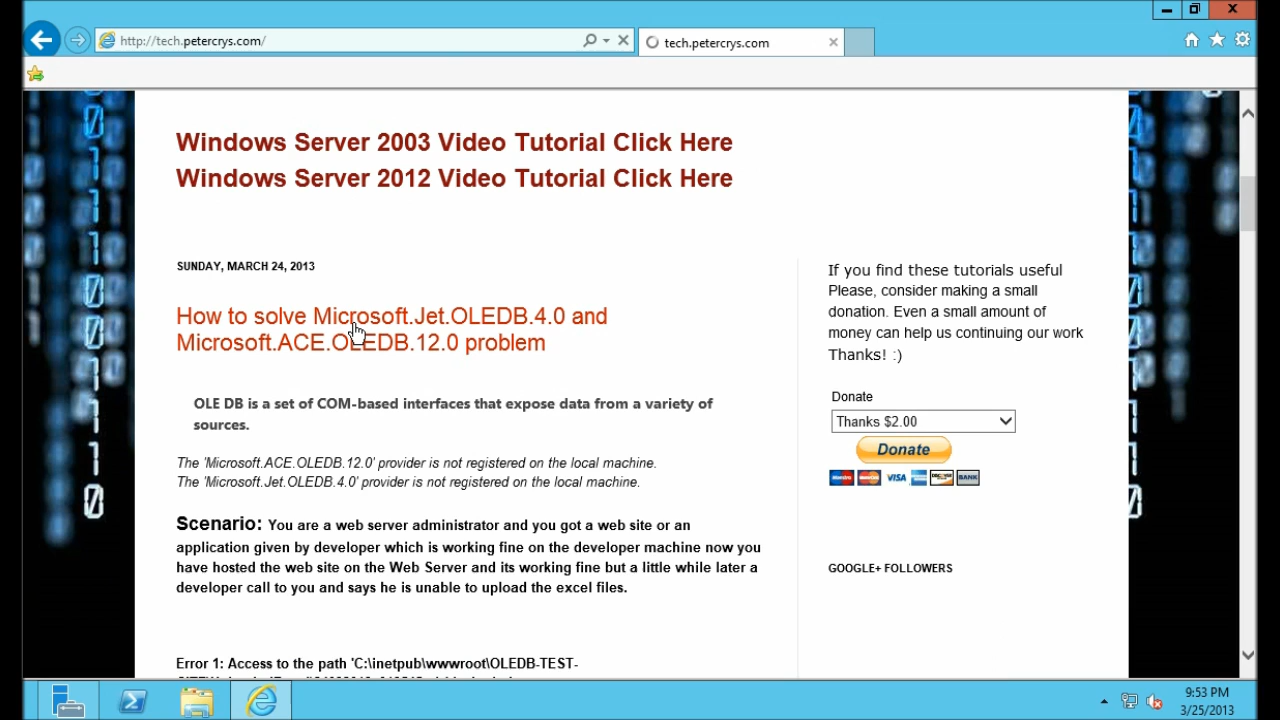 http://tech.petercrys.com/
tech.petercrys.com
Windows Server 2003 Video Tutorial Click Here
Windows Server 2012 Video Tutorial Click Here
SUNDAY, MARCH 24, 2013
How to solve Microsoft.Jet.OLEDB.4.0 and
Microsoft.ACE.OLEDB.12.0 problem
OLE DB is a set of COM-based interfaces that expose data from a variety of
sources.
The 'Microsoft.ACE.OLEDB.12.0' provider is not registered on the local machine.
The 'Microsoft.Jet.OLEDB.4.0' provider is not registered on the local machine.
Scenario: You are a web server administrator and you got a web site or an
application given by developer which is working fine on the developer machine now you
have hosted the web site on the Web Server and its working fine but a little while later a
developer call to you and says he is unable to upload the excel files.
Error 1: Access to the path 'C:\inetpub\wwwroot\OLEDB-TEST-
If you find these tutorials useful
Please, consider making a small
donation. Even a small amount of
money can help us continuing our work
Thanks! :)
Donate
Thanks $2.00
Donate
VISA
BANK
GOOGLE+ FOLLOWERS
9:53 PM
3/25/2013